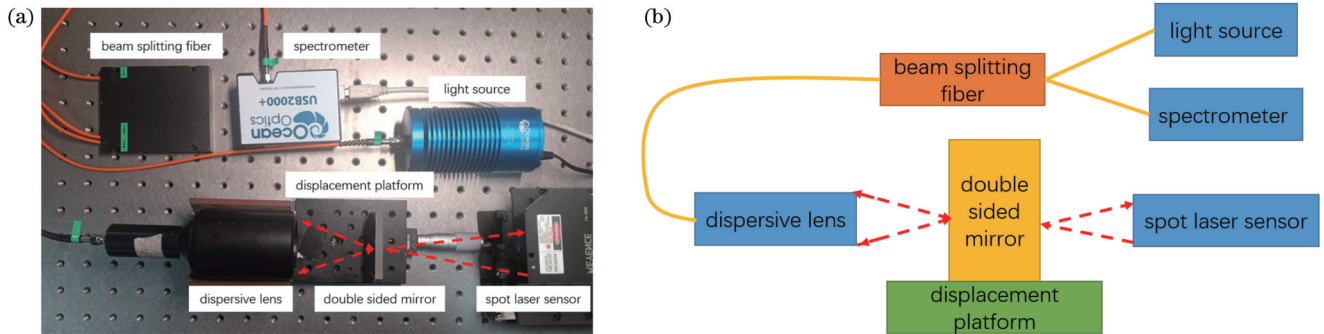 (a)
beam splitting fiber
spectrometer
USB2000+
Ocean
Optics
light source
displacement platform
KEYENCE
dispersive lens
double sided mirror
spot laser sensor
(b)
light source
beam splitting
fiber
spectrometer
double
sided
mirror
dispersive lens
spot laser sensor
displacement
platform